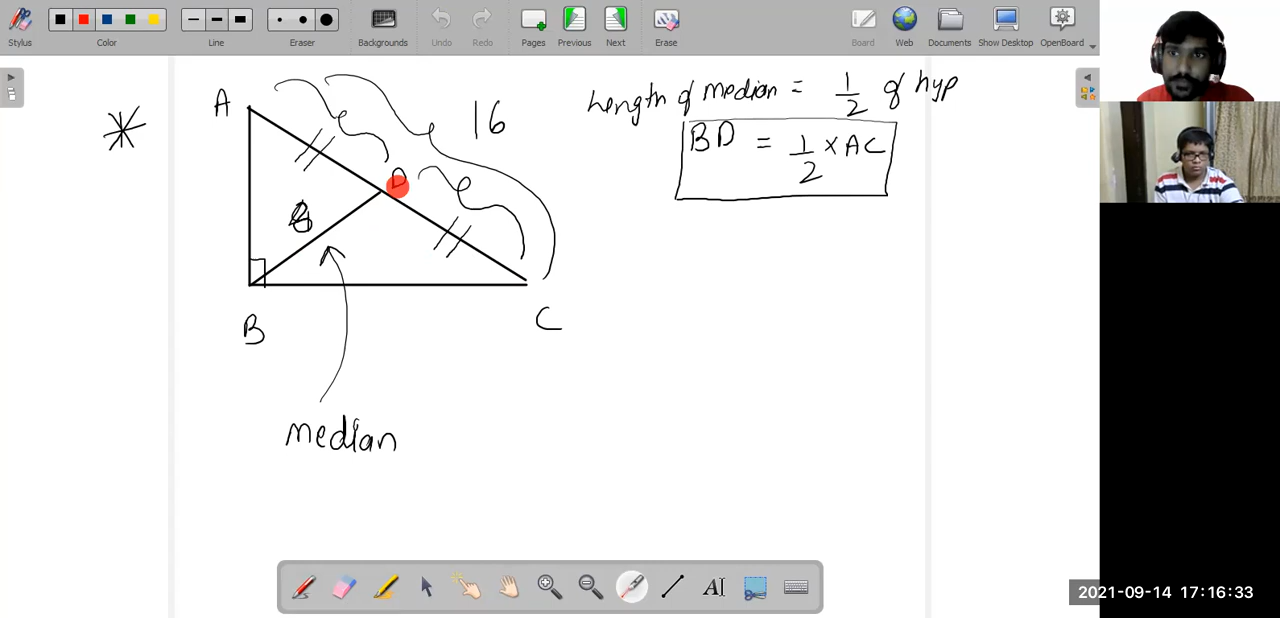 Stylus
Color
Line
Eraser
Backgrounds
Undo
Redo
Pages
Previous
Next
Erase
Board
Web
Documents
Show Desktop
OpenBoard
A
16
Length of median = 1/2 of hyp
BD = 1/2 × AC
D
8
B
C
median
2021-09-14 17:16:33